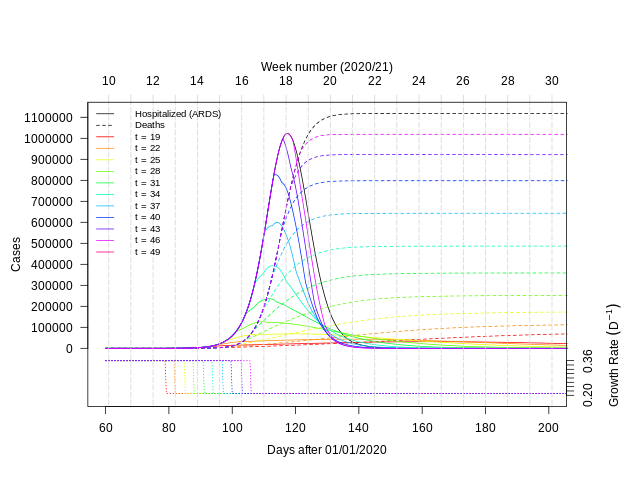 Week number (2020/21)
10 12 14 16 18 20 22 24 26 28 30
Hospitalized (ARDS)
Deaths
t = 19
t = 22
t = 25
t = 28
t = 31
t = 34
t = 37
t = 40
t = 43
t = 46
t = 49
Cases
1100000
1000000
900000
800000
700000
600000
500000
400000
300000
200000
100000
0
0.20 0.36
Growth Rate (D⁻¹)
60 80 100 120 140 160 180 200
Days after 01/01/2020